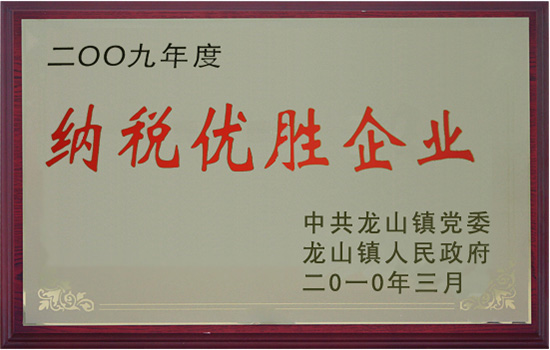 二〇〇九年度
纳税优胜企业
中共龙山镇党委
龙山镇人民政府
二〇一〇年三月